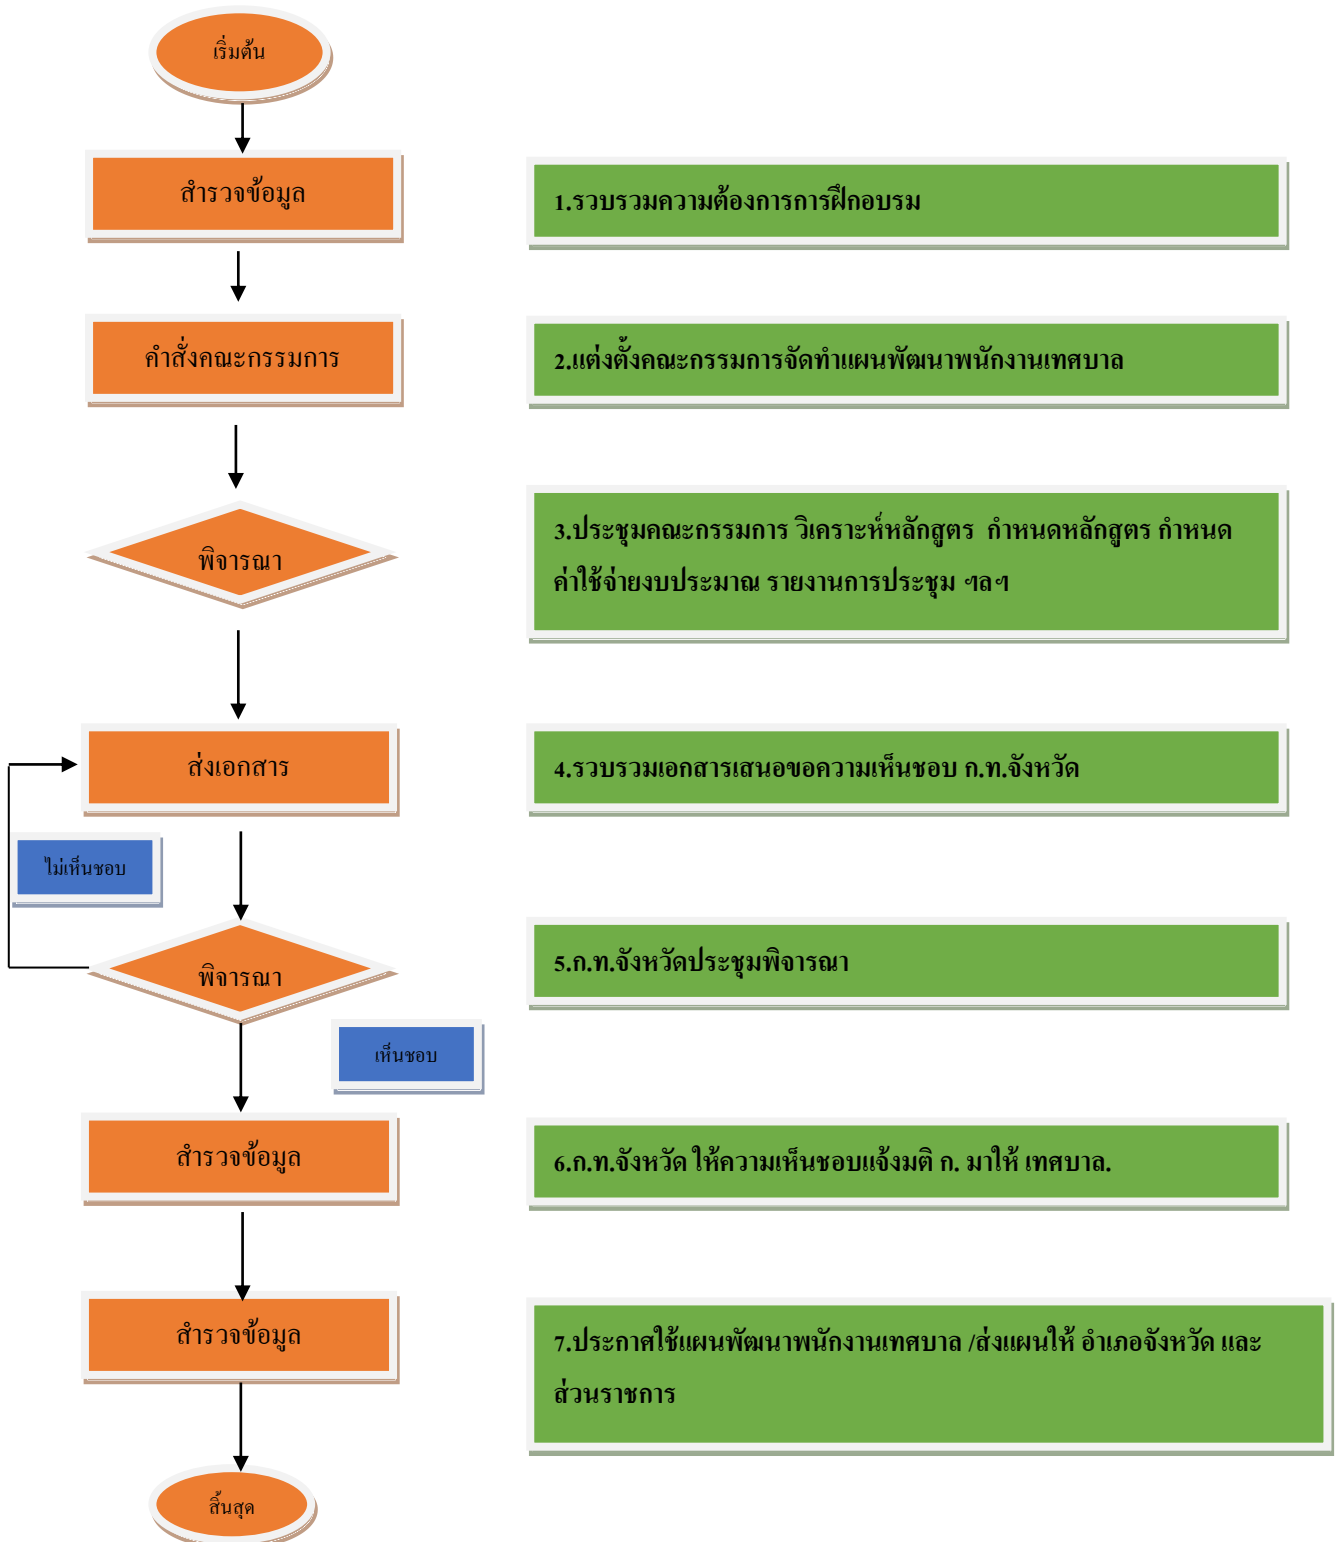 เริ่มต้น
สำรวจข้อมูล
1.รวบรวมความต้องการการฝึกอบรม
คำสั่งคณะกรรมการ
2.แต่งตั้งคณะกรรมการจัดทำแผนพัฒนาพนักงานเทศบาล
พิจารณา
3.ประชุมคณะกรรมการ วิเคราะห์หลักสูตร กำหนดหลักสูตร กำหนด
ค่าใช้จ่ายงบประมาณ รายงานการประชุม ฯลฯ
ส่งเอกสาร
4.รวบรวมเอกสารเสนอขอความเห็นชอบ ก.ท.จังหวัด
ไม่เห็นชอบ
พิจารณา
5.ก.ท.จังหวัดประชุมพิจารณา
เห็นชอบ
สำรวจข้อมูล
6.ก.ท.จังหวัด ให้ความเห็นชอบแจ้งมติ ก. มาให้ เทศบาล.
สำรวจข้อมูล
7.ประกาศใช้แผนพัฒนาพนักงานเทศบาล /ส่งแผนให้ อำเภอจังหวัด และ
ส่วนราชการ
สิ้นสุด